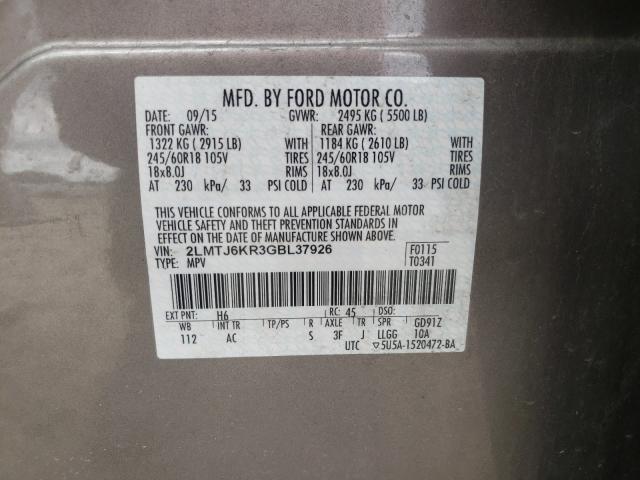 MFD. BY FORD MOTOR CO.
DATE: 09/15 GVWR: 2495 KG ( 5500 LB)
FRONT GAWR: REAR GAWR:
1322 KG ( 2915 LB) WITH 1184 KG ( 2610 LB) WITH
245/60R18 105V TIRES 245/60R18 105V TIRES
18x8.0J RIMS 18x8.0J RIMS
AT 230 kPa/ 33 PSI COLD AT 230 kPa/ 33 PSI COLD
THIS VEHICLE CONFORMS TO ALL APPLICABLE FEDERAL MOTOR
VEHICLE SAFETY AND THEFT PREVENTION STANDARDS IN
EFFECT ON THE DATE OF MANUFACTURE SHOWN ABOVE.
VIN: 2LMTJ6KR3GBL37926 F0115
TYPE: MPV T0341
EXT PNT: H6 RC: 45 DSO:
WB INT TR TP/PS R AXLE TR SPR GD91Z
112 AC S 3F J LLGG 10A
UTC ▽5U5A-1520472-BA